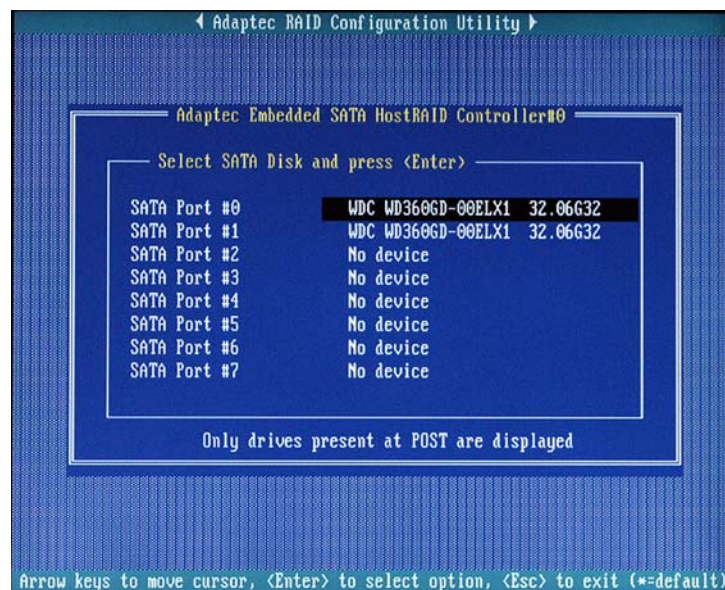 Adaptec RAID Configuration Utility
Adaptec Embedded SATA HostRAID Controller#0
Select SATA Disk and press <Enter>
SATA Port #0 WDC WD360GD-00ELX1 32.06G32
SATA Port #1 WDC WD360GD-00ELX1 32.06G32
SATA Port #2 No device
SATA Port #3 No device
SATA Port #4 No device
SATA Port #5 No device
SATA Port #6 No device
SATA Port #7 No device
Only drives present at POST are displayed
Arrow keys to move cursor, <Enter> to select option, <Esc> to exit (*=default)